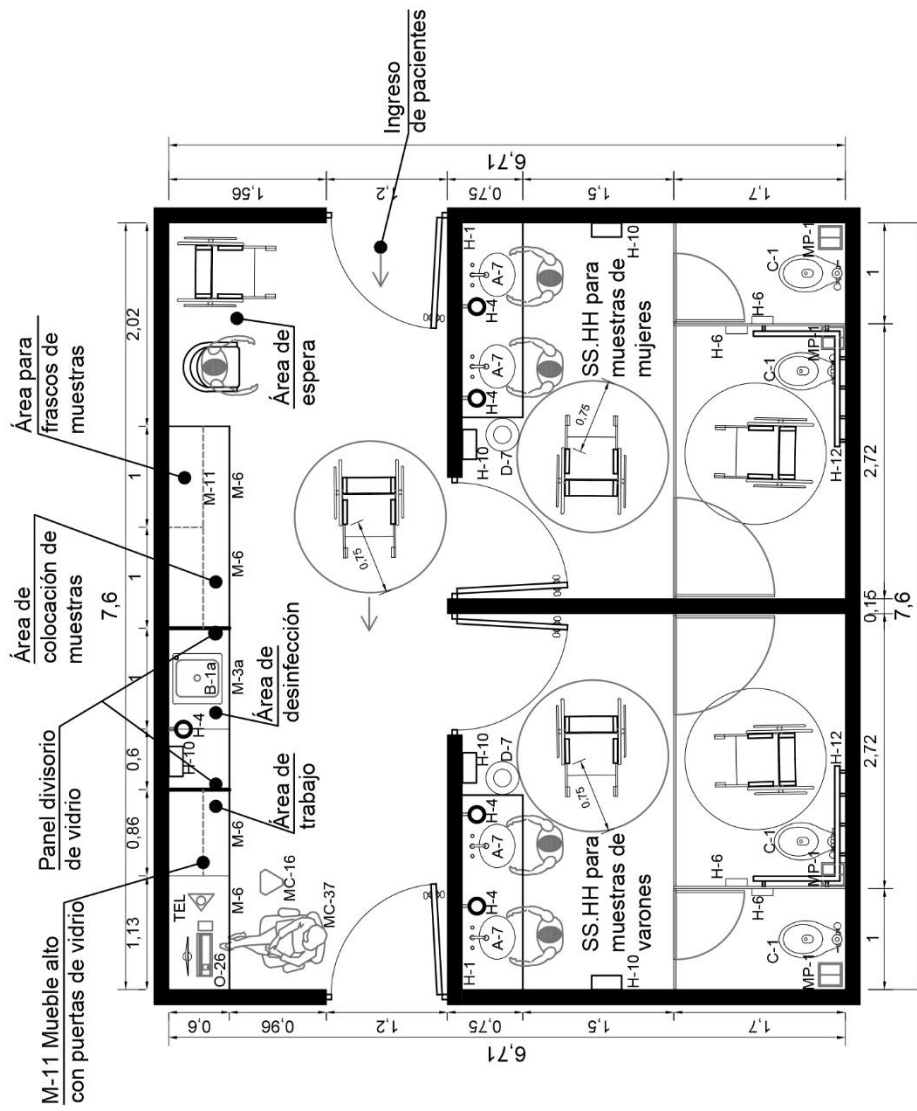 M-11 Mueble alto
con puertas de vidrio
Panel divisorio
de vidrio
Área de
colocación de
muestras
Área para
frascos de
muestras
7,6
1,13
0,86
0,6
1
1
1
2,02
Ingreso
de pacientes
6,71
0,6
0,96
1,2
0,75
1,5
1,7
6,71
1,56
1,2
0,75
1,5
1,7
TEL
O-26
M-6
MC-16
MC-37
M-6
Área de
trabajo
H-10
H-4
B-1a
M-3a
Área de
desinfección
M-6
M-11
M-6
Área de
espera
0,75
H-1
A-7
H-4
A-7
H-4
H-10
D-7
H-10
SS.HH para
muestras de
varones
0,75
H-10
D-7
H-4
A-7
H-4
A-7
H-1
0,75
SS.HH para
muestras de
mujeres
H-10
MP-1
C-1
H-6
H-6
MP-1
C-1
H-12
H-12
C-1
MP-1
H-6
H-6
C-1
MP-1
1
2,72
0,16
2,72
1
7,6